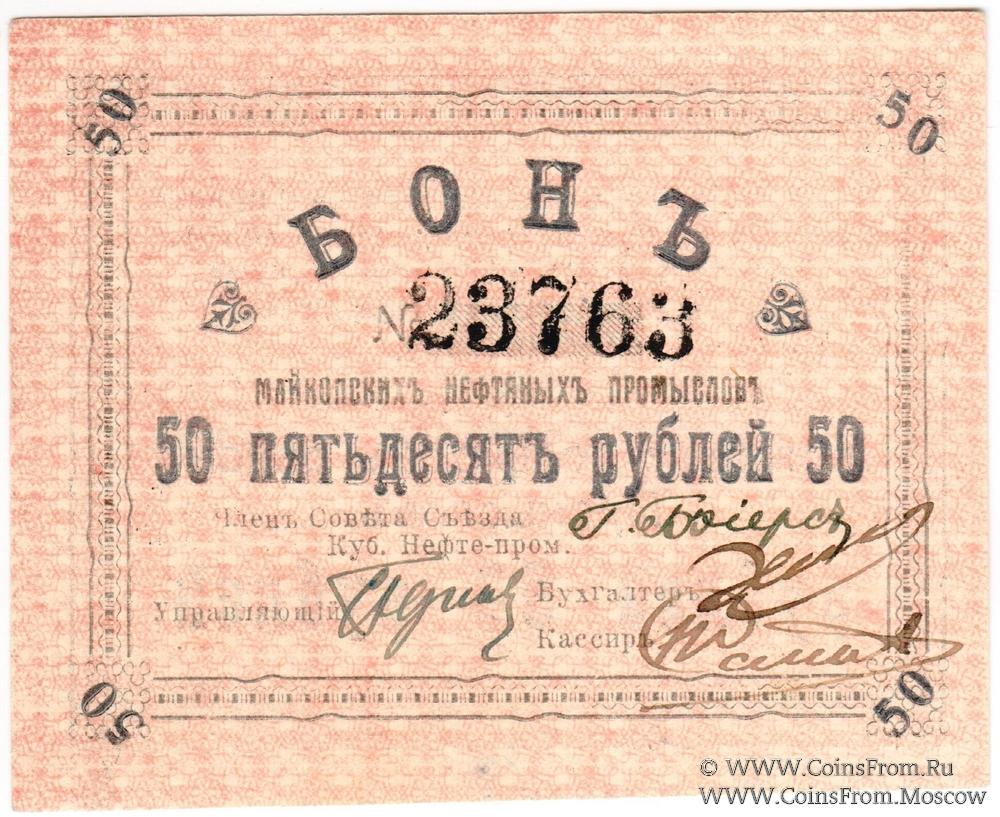 50 50
БОНЪ
№ 23763
МАЙКОПСКИХЪ НЕФТЯНЫХЪ ПРОМЫСЛОВЪ
50 ПЯТЬДЕСЯТЪ РУБЛЕЙ 50
Членъ Совѣта Съѣзда
Куб. Нефте-пром.
Управляющій
Бухгалтеръ
Кассиръ
50 50
© WWW.CoinsFrom.Ru
WWW.CoinsFrom.Moscow